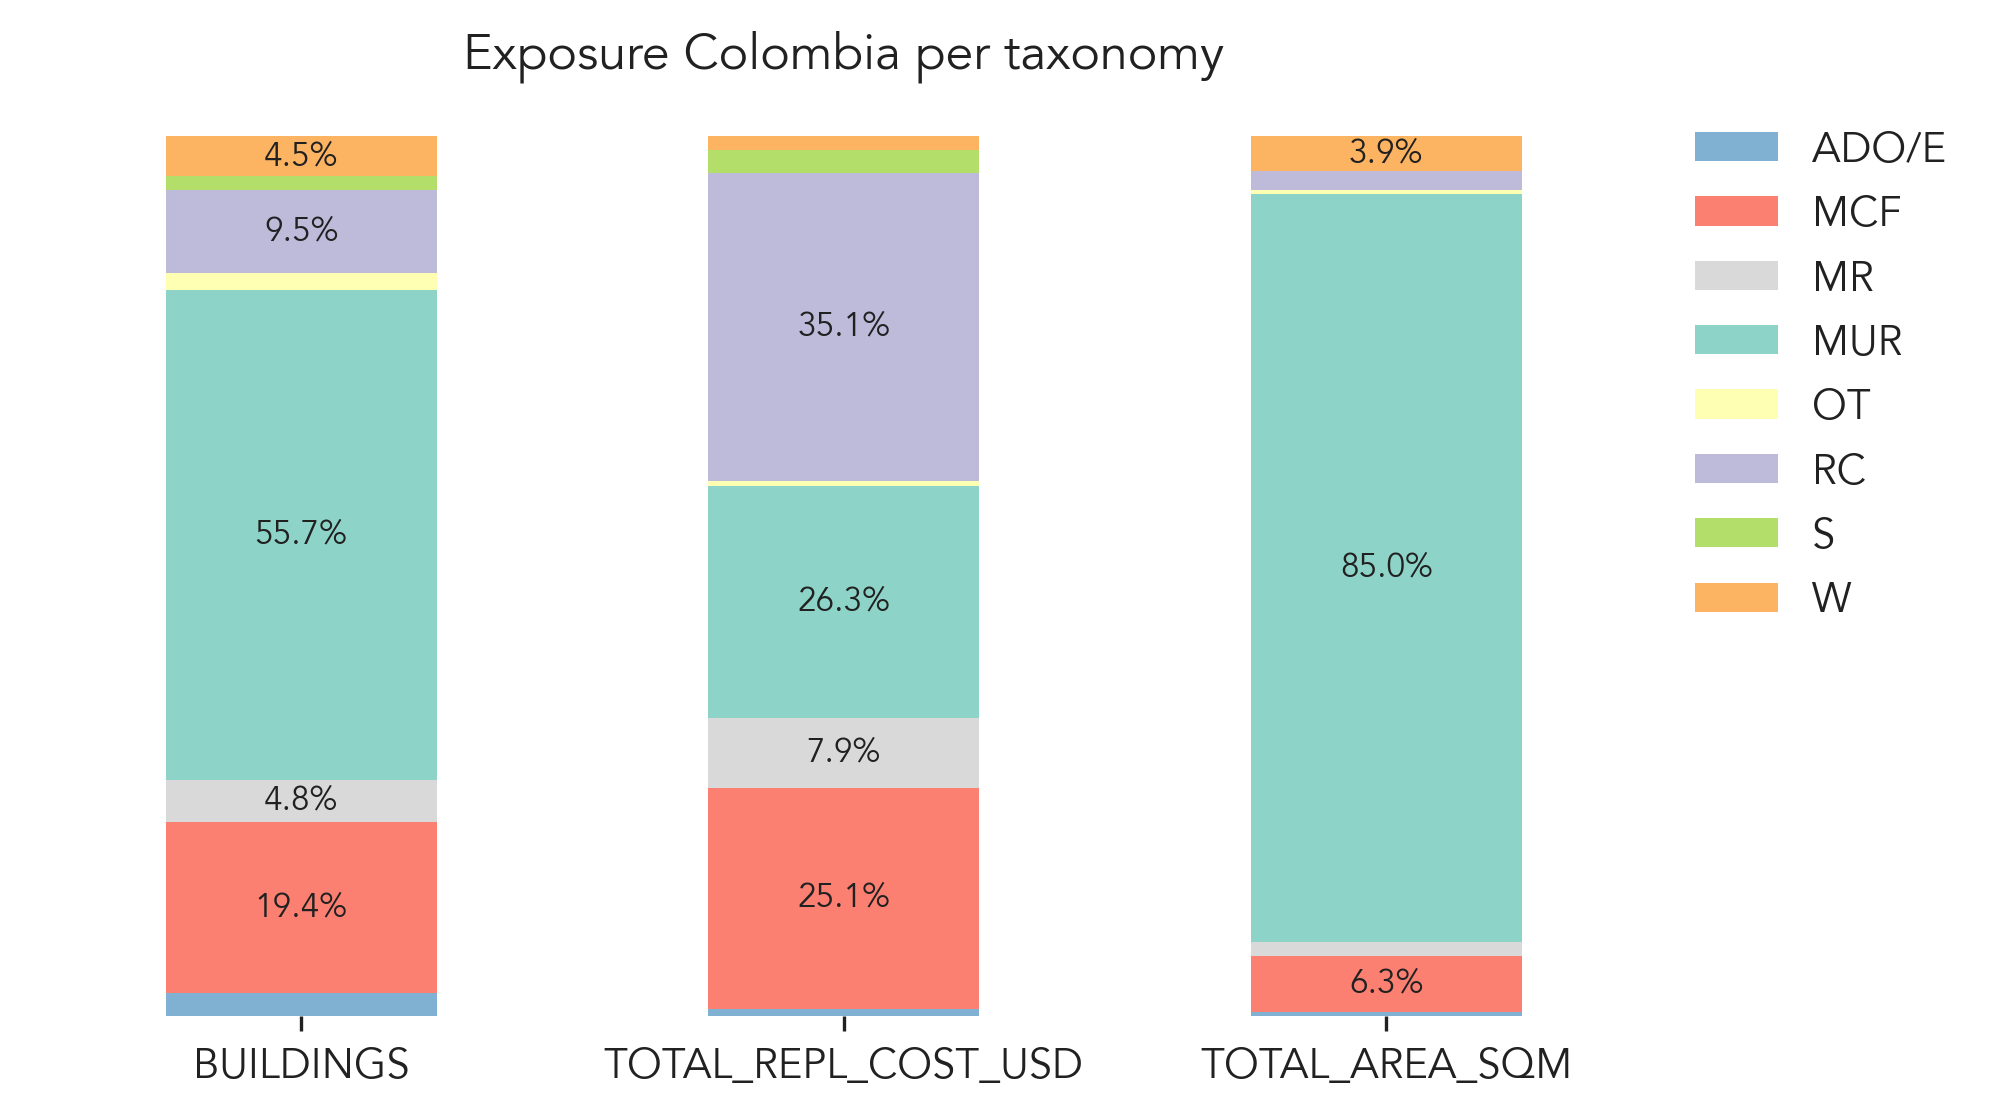 Exposure Colombia per taxonomy
4.5%
9.5%
55.7%
4.8%
19.4%
35.1%
26.3%
7.9%
25.1%
3.9%
85.0%
6.3%
BUILDINGS
TOTAL_REPL_COST_USD
TOTAL_AREA_SQM
ADO/E
MCF
MR
MUR
OT
RC
S
W